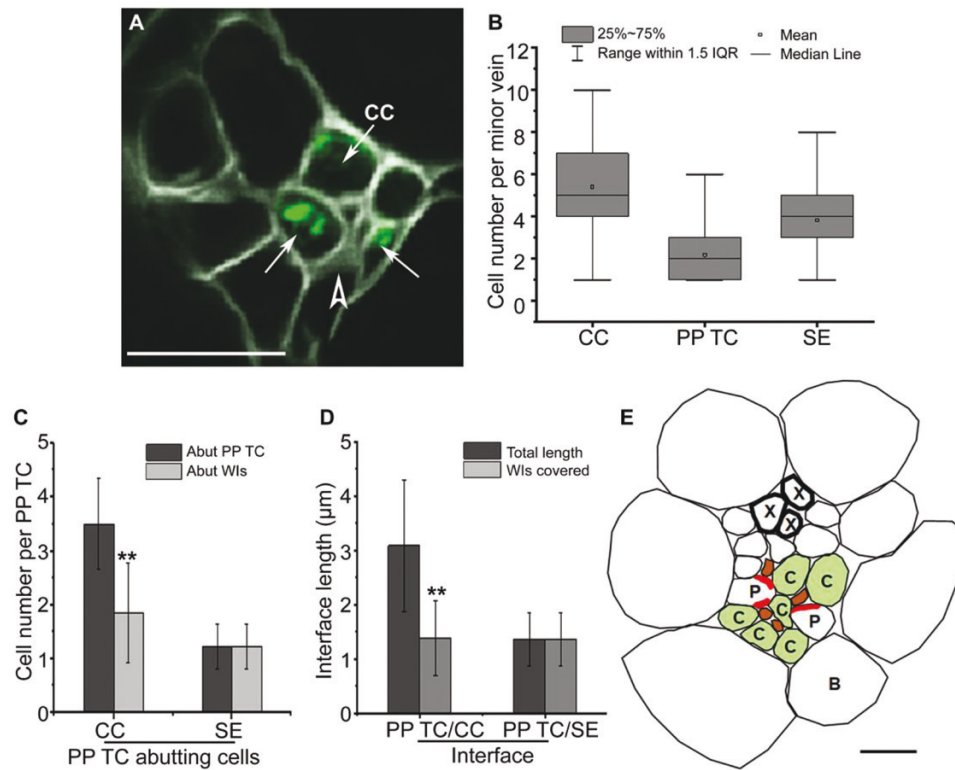 A
CC
B
25%~75%
Range within 1.5 IQR
Mean
Median Line
Cell number per minor vein
12
10
8
6
4
2
0
CC PP TC SE
C
Abut PP TC
Abut WIs
Cell number per PP TC
5
4
3
2
1
0
**
CC SE
PP TC abutting cells
D
Total length
WIs covered
Interface length (µm)
5
4
3
2
1
0
**
PP TC/CC PP TC/SE
Interface
E
X
X
X
C
C
P
C
P
C
C
C
B